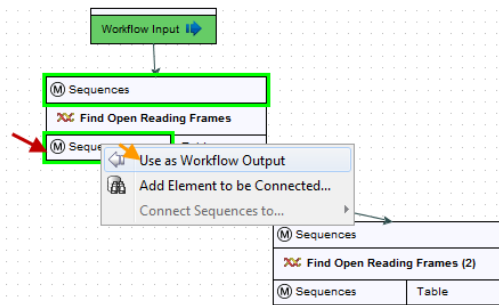 Workflow Input
M Sequences
Find Open Reading Frames
M Seque
Use as Workflow Output
Add Element to be Connected...
Connect Sequences to...
M Sequences
Find Open Reading Frames (2)
M Sequences Table